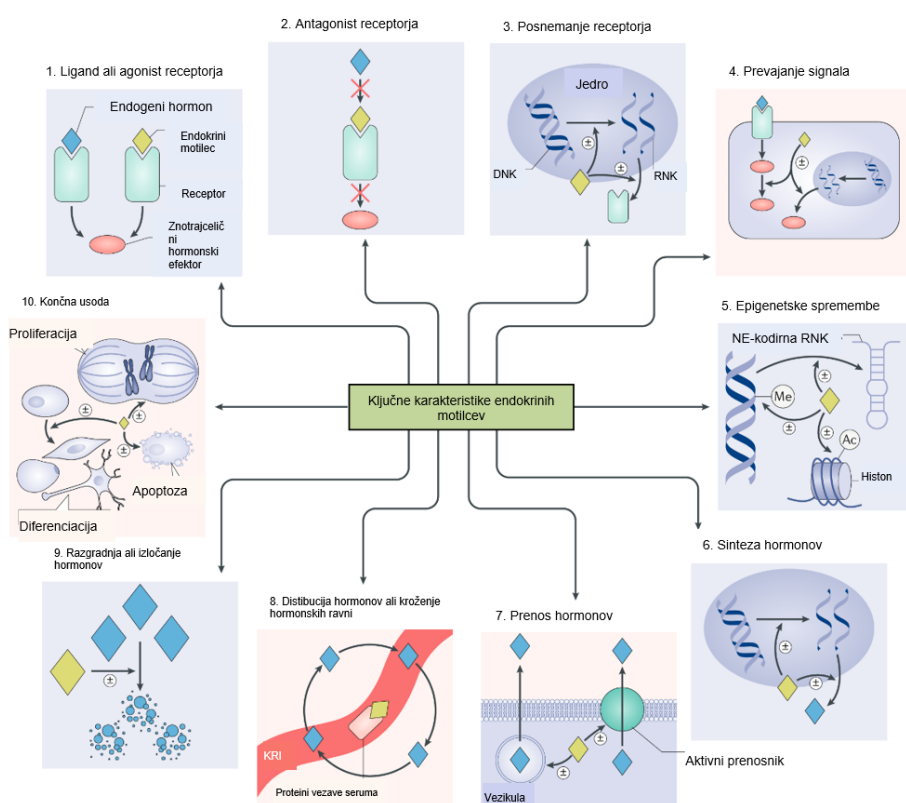 1. Ligand ali agonist receptorja
Endogeni hormon
Endokrini
motilec
Receptor
Znotrajcelič
ni
hormonski
efektor
2. Antagonist receptorja
3. Posnemanje receptorja
Jedro
DNK
±
±
RNK
4. Prevajanje signala
±
5. Epigenetske spremembe
NE-kodirna RNK
±
Me
±
±
Ac
Histon
6. Sinteza hormonov
±
±
7. Prenos hormonov
±
±
Aktivni prenosnik
Vezikula
8. Distibucija hormonov ali kroženje
hormonskih ravni
KRI
Proteini vezave seruma
9. Razgradnja ali izločanje
hormonov
±
10. Končna usoda
Proliferacija
±
±
±
Apoptoza
Diferenciacija
Ključne karakteristike endokrinih
motilcev